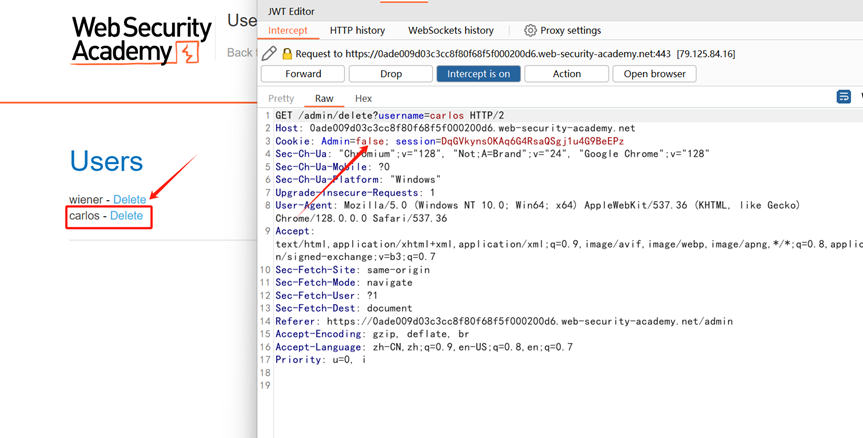 Web Security
Academy
Use
Back t
Users
wiener - Delete
carlos - Delete
JWT Editor
Intercept
HTTP history
WebSockets history
Proxy settings
Request to https://0ade009d03c3cc8f80f68f5f000200d6.web-security-academy.net:443 [79.125.84.16]
Forward
Drop
Intercept is on
Action
Open browser
Pretty
Raw
Hex
1 GET /admin/delete?username=carlos HTTP/2
2 Host: 0ade009d03c3cc8f80f68f5f000200d6.web-security-academy.net
3 Cookie: Admin=false; session=DqGVkynsOKAq6G4RsaQSgj1u4G9BeEPz
4 Sec-Ch-Ua: "Chromium";v="128", "Not;A=Brand";v="24", "Google Chrome";v="128"
5 Sec-Ch-Ua-Mobile: ?0
6 Sec-Ch-Ua-Platform: "Windows"
7 Upgrade-Insecure-Requests: 1
8 User-Agent: Mozilla/5.0 (Windows NT 10.0; Win64; x64) AppleWebKit/537.36 (KHTML, like Gecko)
Chrome/128.0.0.0 Safari/537.36
9 Accept:
text/html,application/xhtml+xml,application/xml;q=0.9,image/avif,image/webp,image/apng,*/*;q=0.8,applic
n/signed-exchange;v=b3;q=0.7
10 Sec-Fetch-Site: same-origin
11 Sec-Fetch-Mode: navigate
12 Sec-Fetch-User: ?1
13 Sec-Fetch-Dest: document
14 Referer: https://0ade009d03c3cc8f80f68f5f000200d6.web-security-academy.net/admin
15 Accept-Encoding: gzip, deflate, br
16 Accept-Language: zh-CN,zh;q=0.9,en-US;q=0.8,en;q=0.7
17 Priority: u=0, i
18
19